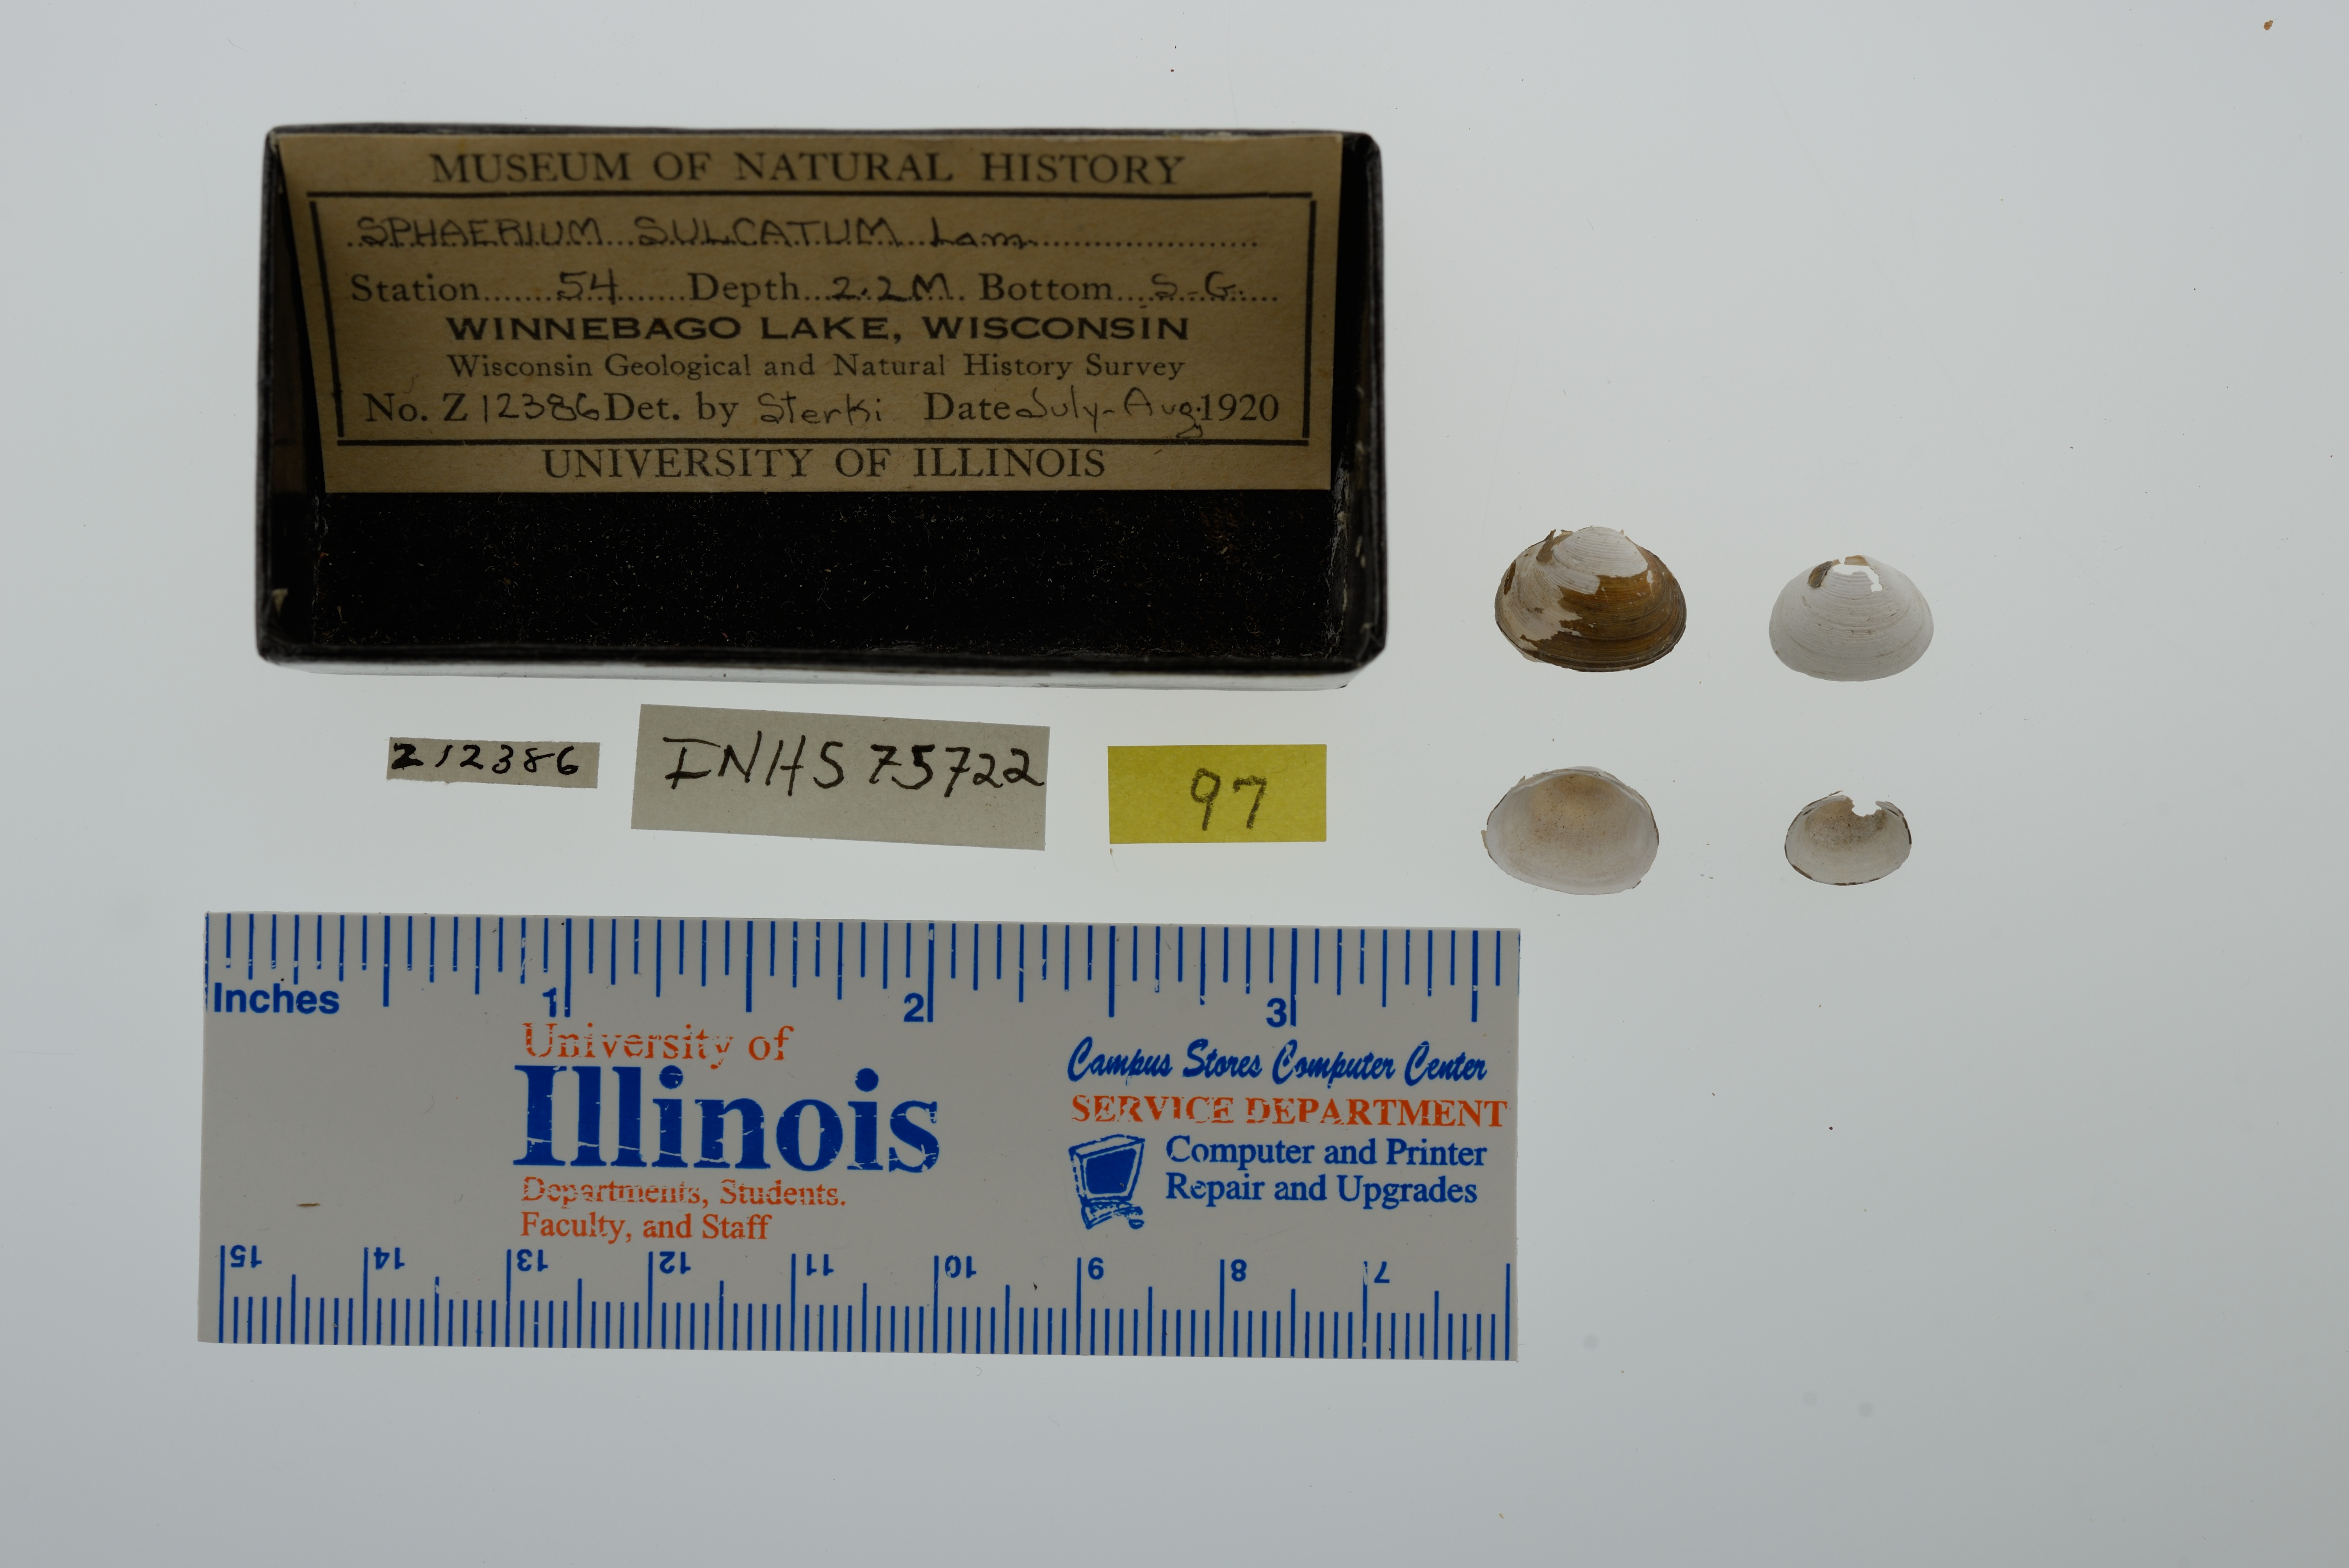 MUSEUM OF NATURAL HISTORY
SPHAERIUM SULCATUM Lam
Station 54 Depth 2.2M. Bottom S-G.
WINNEBAGO LAKE, WISCONSIN
Wisconsin Geological and Natural History Survey
No. Z 12386 Det. by Sterki Date July-Aug. 1920
UNIVERSITY OF ILLINOIS
Z12386
INHS 75722
97
Inches 1 2 3
University of
Illinois
Departments, Students.
Faculty, and Staff
Campus Stores Computer Center
SERVICE DEPARTMENT
Computer and Printer
Repair and Upgrades
15 14 13 12 11 10 9 8 7